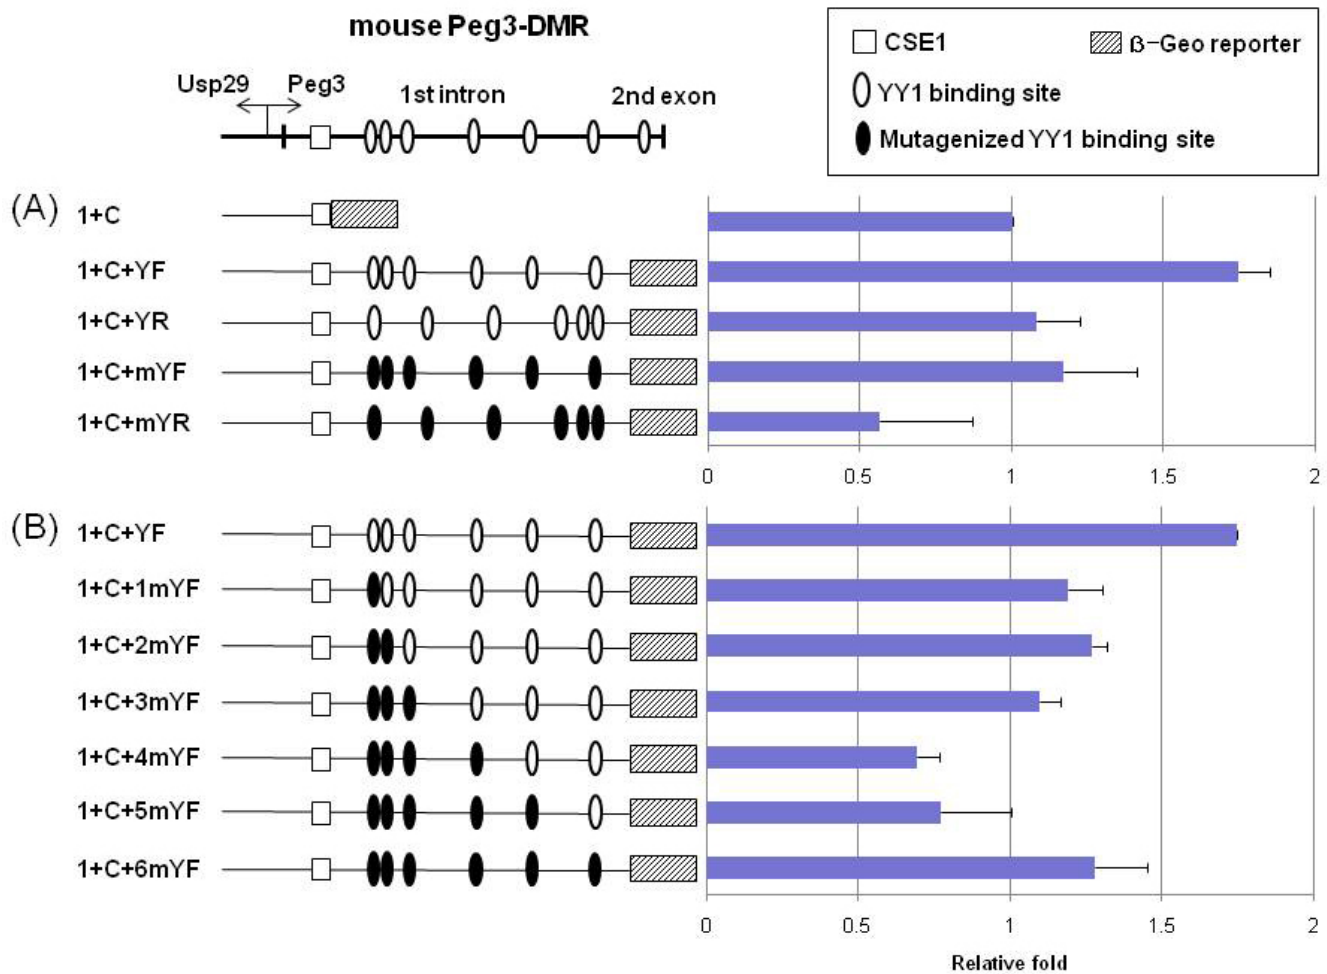 mouse Peg3-DMR
Usp29 Peg3 1st intron 2nd exon
CSE1 ß-Geo reporter
YY1 binding site
Mutagenized YY1 binding site
(A)
1+C
1+C+YF
1+C+YR
1+C+mYF
1+C+mYR
0 0.5 1 1.5 2
(B)
1+C+YF
1+C+1mYF
1+C+2mYF
1+C+3mYF
1+C+4mYF
1+C+5mYF
1+C+6mYF
0 0.5 1 1.5 2
Relative fold